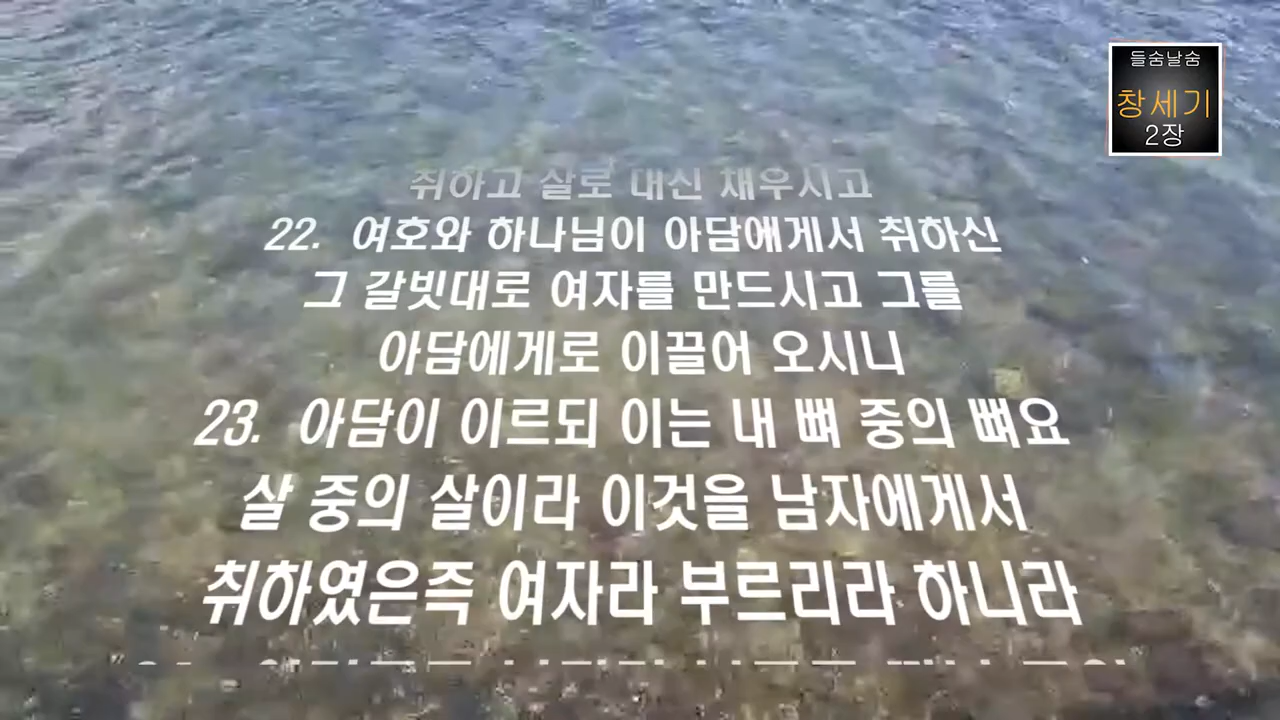 들숨날숨
창세기
2장
취하고 살로 대신 채우시고
22. 여호와 하나님이 아담에게서 취하신
그 갈빗대로 여자를 만드시고 그를
아담에게로 이끌어 오시니
23. 아담이 이르되 이는 내 뼈 중의 뼈요
살 중의 살이라 이것을 남자에게서
취하였은즉 여자라 부르리라 하니라